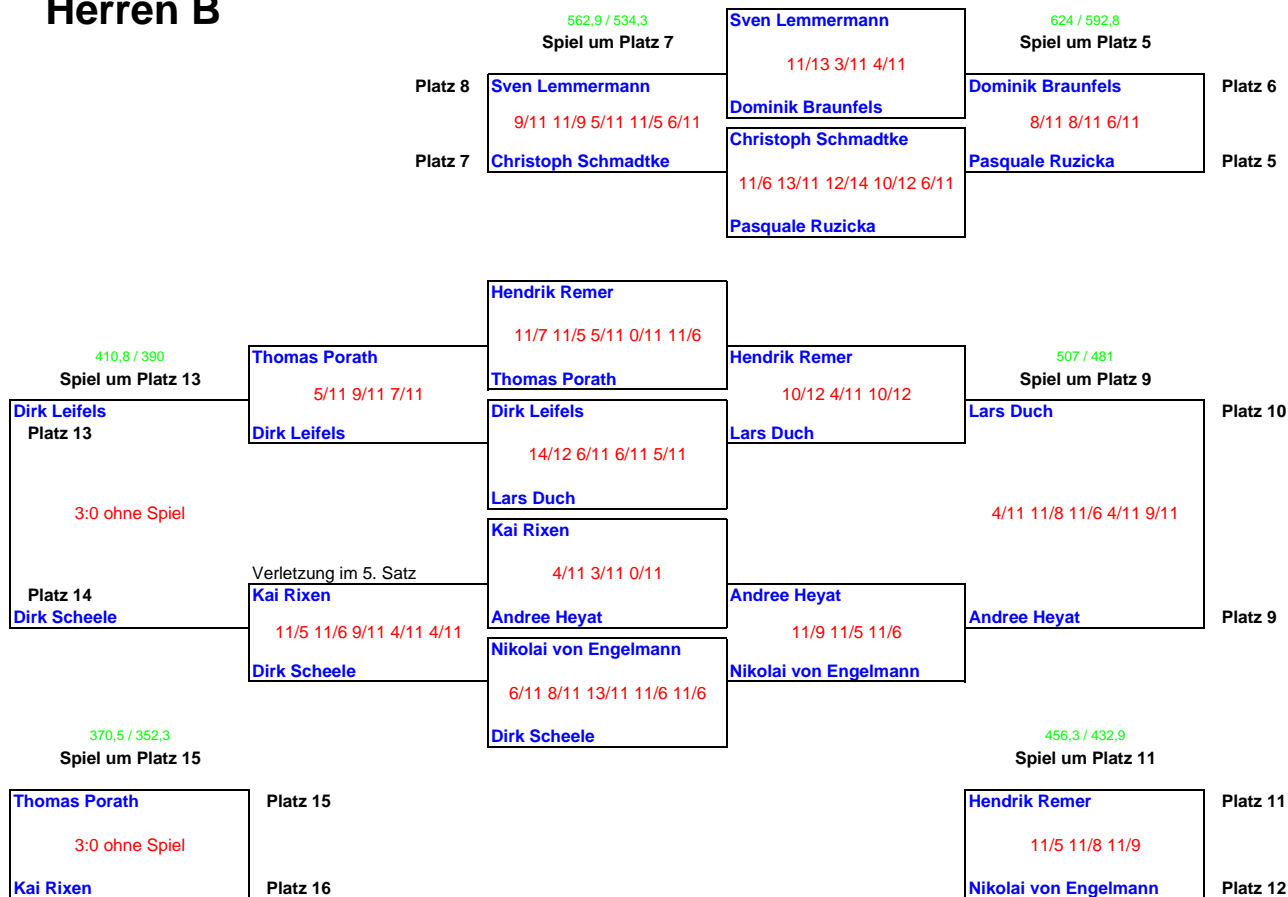 Herren B
562,9 / 534,3
Spiel um Platz 7
Sven Lemmermann
11/13 3/11 4/11
Dominik Braunfels
624 / 592,8
Spiel um Platz 5
Platz 8
Sven Lemmermann
9/11 11/9 5/11 11/5 6/11
Platz 7
Christoph Schmadtke
Christoph Schmadtke
11/6 13/11 12/14 10/12 6/11
Pasquale Ruzicka
Dominik Braunfels
Platz 6
8/11 8/11 6/11
Pasquale Ruzicka
Platz 5
Hendrik Remer
11/7 11/5 5/11 0/11 11/6
Thomas Porath
410,8 / 390
Spiel um Platz 13
Thomas Porath
5/11 9/11 7/11
Dirk Leifels
Hendrik Remer
10/12 4/11 10/12
Lars Duch
507 / 481
Spiel um Platz 9
Dirk Leifels
Platz 13
3:0 ohne Spiel
Platz 14
Dirk Scheele
Dirk Leifels
14/12 6/11 6/11 5/11
Lars Duch
Lars Duch
Platz 10
4/11 11/8 11/6 4/11 9/11
Andree Heyat
Platz 9
Kai Rixen
4/11 3/11 0/11
Andree Heyat
Verletzung im 5. Satz
Kai Rixen
11/5 11/6 9/11 4/11 4/11
Dirk Scheele
Andree Heyat
11/9 11/5 11/6
Nikolai von Engelmann
Nikolai von Engelmann
6/11 8/11 13/11 11/6 11/6
Dirk Scheele
370,5 / 352,3
Spiel um Platz 15
Thomas Porath
Platz 15
3:0 ohne Spiel
Kai Rixen
Platz 16
456,3 / 432,9
Spiel um Platz 11
Hendrik Remer
Platz 11
11/5 11/8 11/9
Nikolai von Engelmann
Platz 12